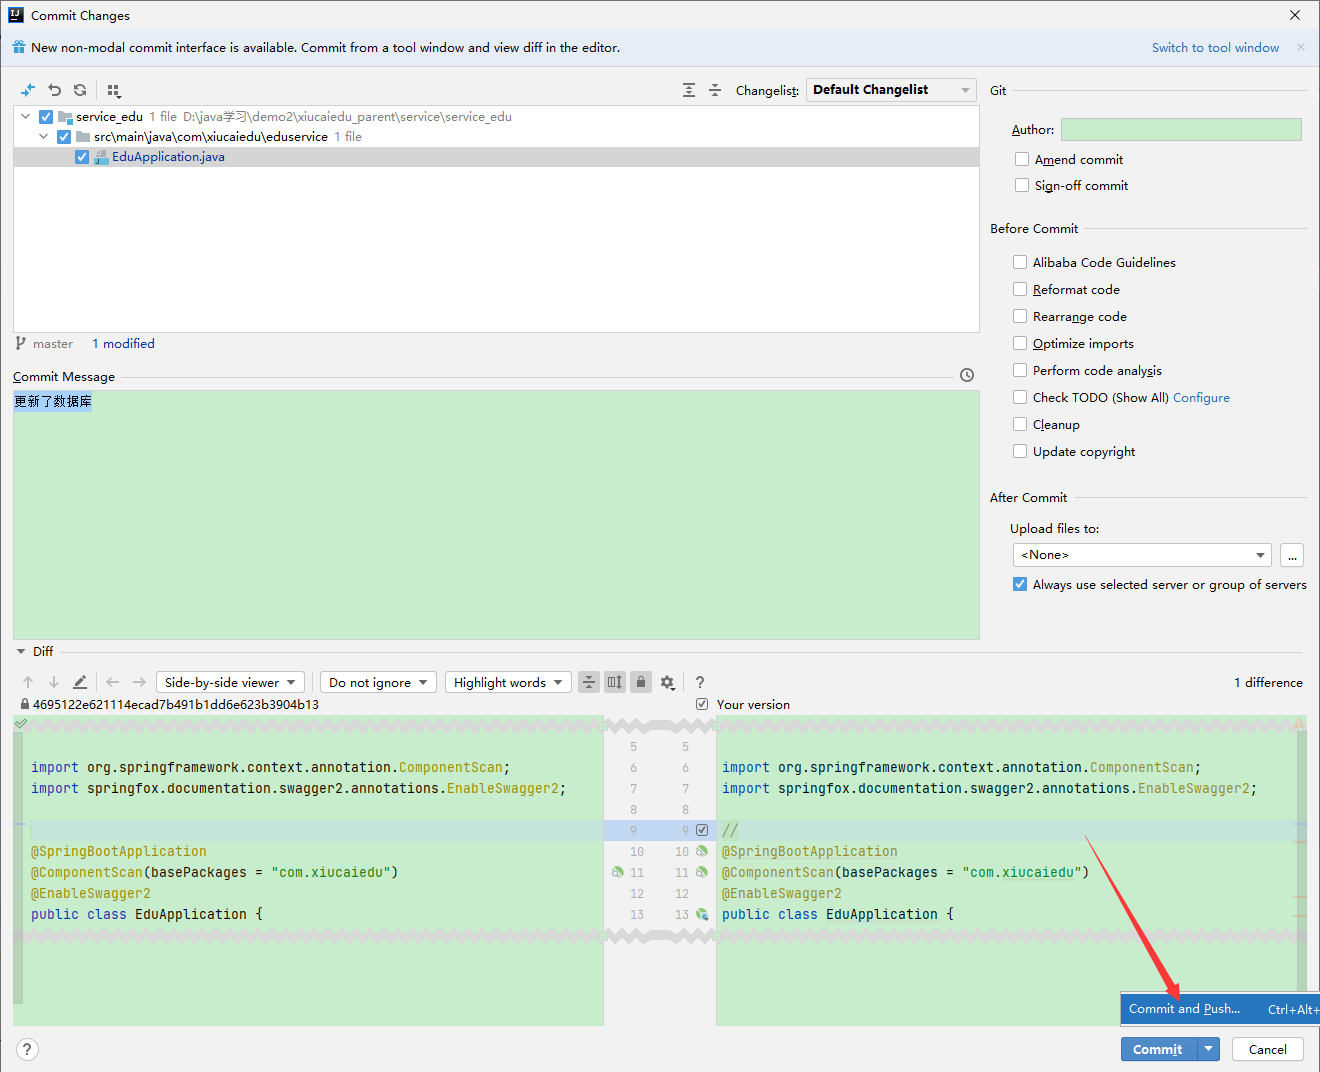 Commit Changes
New non-modal commit interface is available. Commit from a tool window and view diff in the editor.
Switch to tool window
Changelist:
Default Changelist
service_edu 1 file D:\java学习\demo2\xiucaiedu_parent\service\service_edu
src\main\java\com\xiucaiedu\eduservice 1 file
EduApplication.java
master 1 modified
Commit Message
更新了数据库
Git
Author:
Amend commit
Sign-off commit
Before Commit
Alibaba Code Guidelines
Reformat code
Rearrange code
Optimize imports
Perform code analysis
Check TODO (Show All) Configure
Cleanup
Update copyright
After Commit
Upload files to:
<None>
...
Always use selected server or group of servers
Diff
Side-by-side viewer
Do not ignore
Highlight words
?
1 difference
4695122e621114ecad7b491b1dd6e623b3904b13
Your version
5 5
import org.springframework.context.annotation.ComponentScan; 6 6 import org.springframework.context.annotation.ComponentScan;
import springfox.documentation.swagger2.annotations.EnableSwagger2; 7 7 import springfox.documentation.swagger2.annotations.EnableSwagger2;
8 8
9 9 //
@SpringBootApplication 10 10 @SpringBootApplication
@ComponentScan(basePackages = "com.xiucaiedu") 11 11 @ComponentScan(basePackages = "com.xiucaiedu")
@EnableSwagger2 12 12 @EnableSwagger2
public class EduApplication { 13 13 public class EduApplication {
Commit and Push... Ctrl+Alt+
?
Commit
Cancel